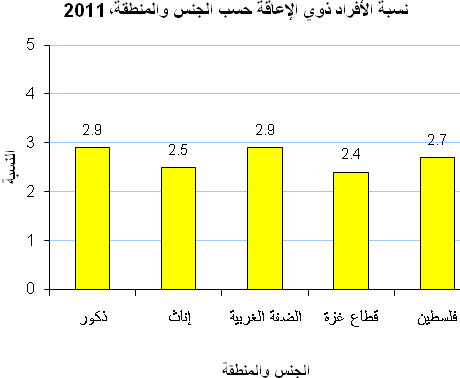 نسبة الأفراد ذوي الإعاقة حسب الجنس والمنطقة، 2011
النسبة
5
4
3
2
1
0
2.9
2.5
2.9
2.4
2.7
ذكور
إناث
الضفة الغربية
قطاع غزة
فلسطين
الجنس والمنطقة